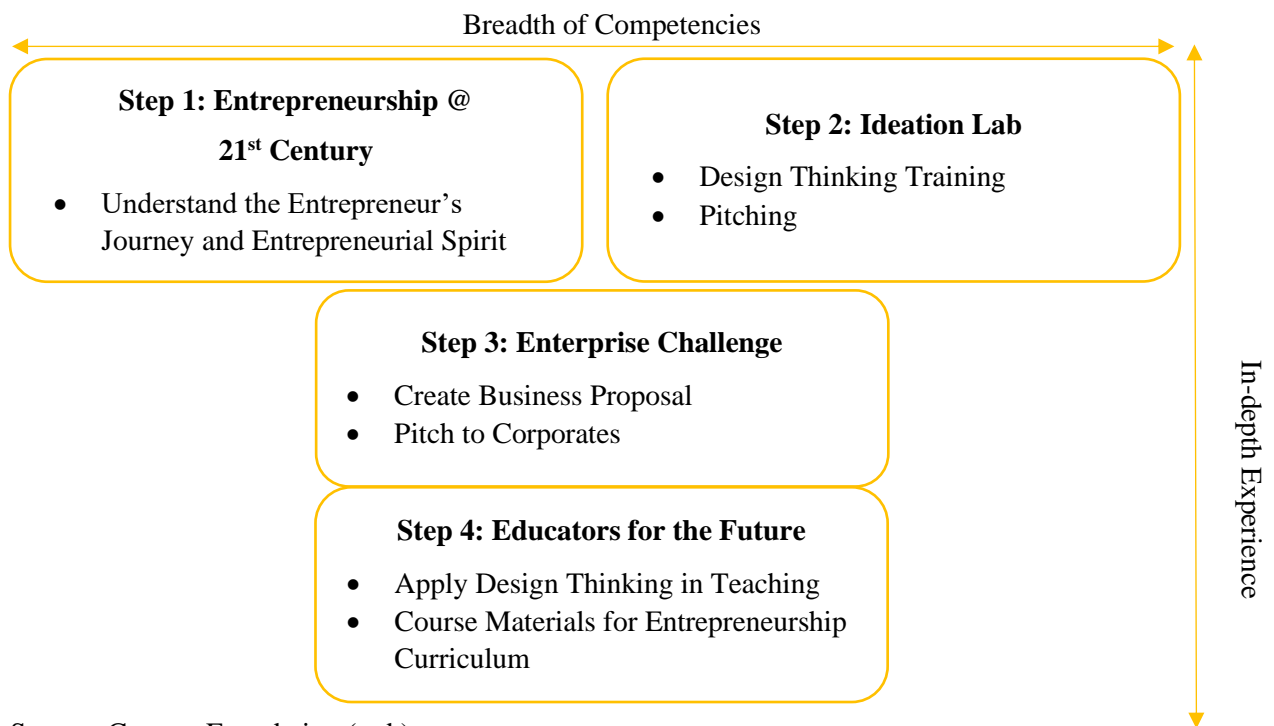 Breadth of Competencies
Step 1: Entrepreneurship @
21st Century
• Understand the Entrepreneur's
Journey and Entrepreneurial Spirit
Step 2: Ideation Lab
• Design Thinking Training
• Pitching
Step 3: Enterprise Challenge
• Create Business Proposal
• Pitch to Corporates
In-depth Experience
Step 4: Educators for the Future
• Apply Design Thinking in Teaching
• Course Materials for Entrepreneurship
Curriculum